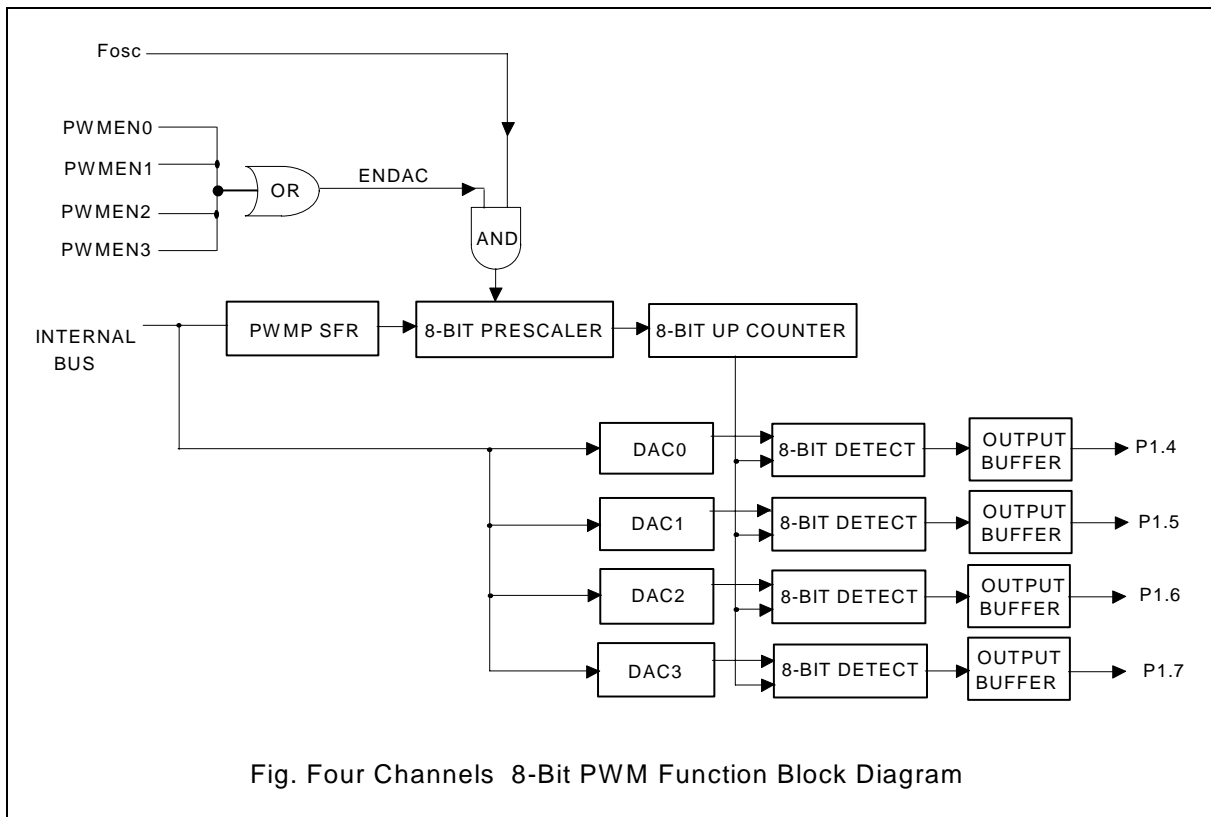 Fosc
PWMEN0
PWMEN1
PWMEN2
PWMEN3
OR
ENDAC
AND
INTERNAL
BUS
PWMP SFR
8-BIT PRESCALER
8-BIT UP COUNTER
DAC0
8-BIT DETECT
OUTPUT
BUFFER
P1.4
DAC1
8-BIT DETECT
OUTPUT
BUFFER
P1.5
DAC2
8-BIT DETECT
OUTPUT
BUFFER
P1.6
DAC3
8-BIT DETECT
OUTPUT
BUFFER
P1.7
Fig. Four Channels 8-Bit PWM Function Block Diagram